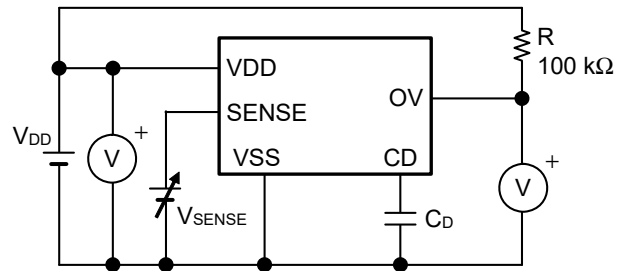 R
100 kΩ
VDD
OV
SENSE
VDD
+
V
VSS
CD
+
V
VSENSE
CD